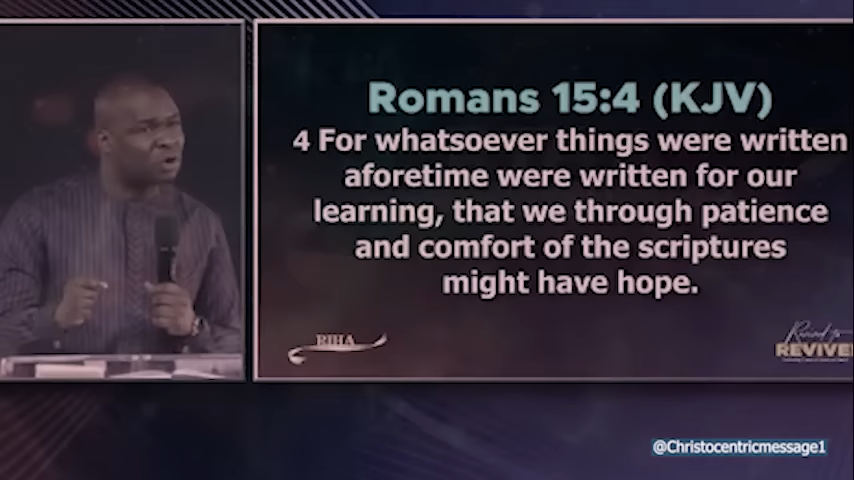 Romans 15:4 (KJV)
4 For whatsoever things were written
aforetime were written for our
learning, that we through patience
and comfort of the scriptures
might have hope.
RIHA
REVIVE
@Christocentricmessage1